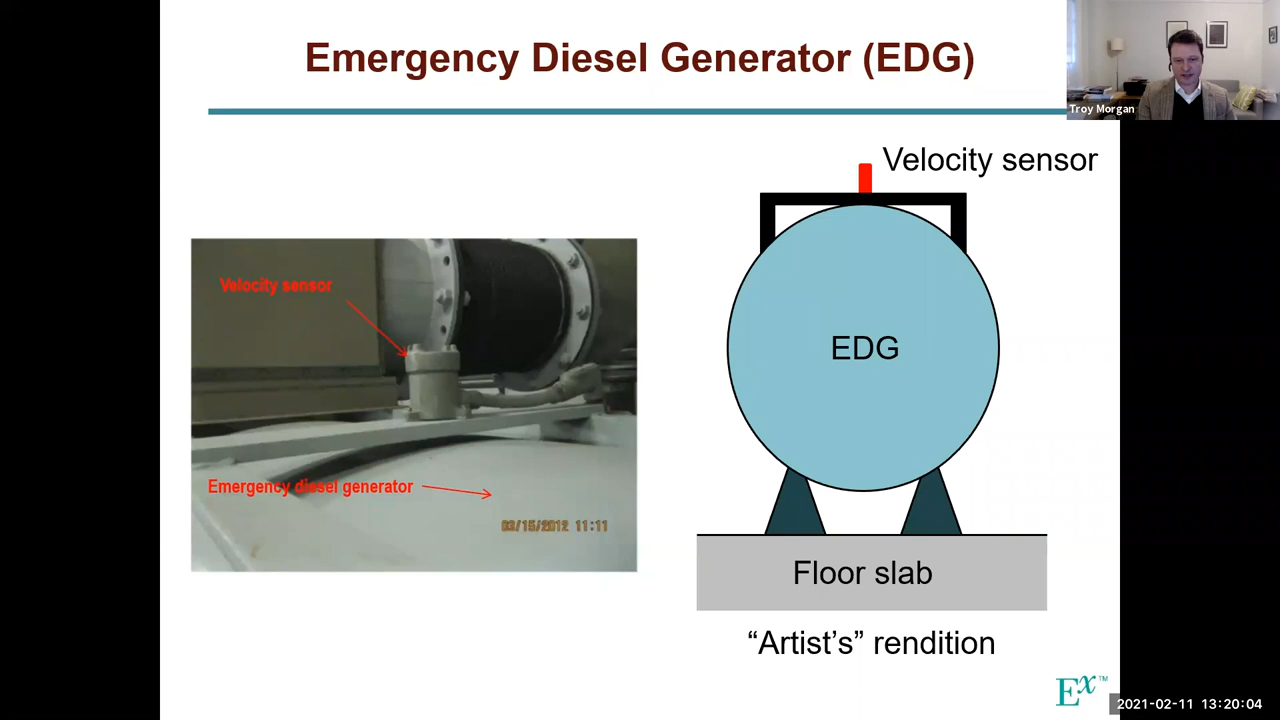 Emergency Diesel Generator (EDG)
Troy Morgan
Velocity sensor
Velocity sensor
EDG
Emergency diesel generator
03/15/2012 11:11
Floor slab
“Artist’s” rendition
Ex™
2021-02-11 13:20:04